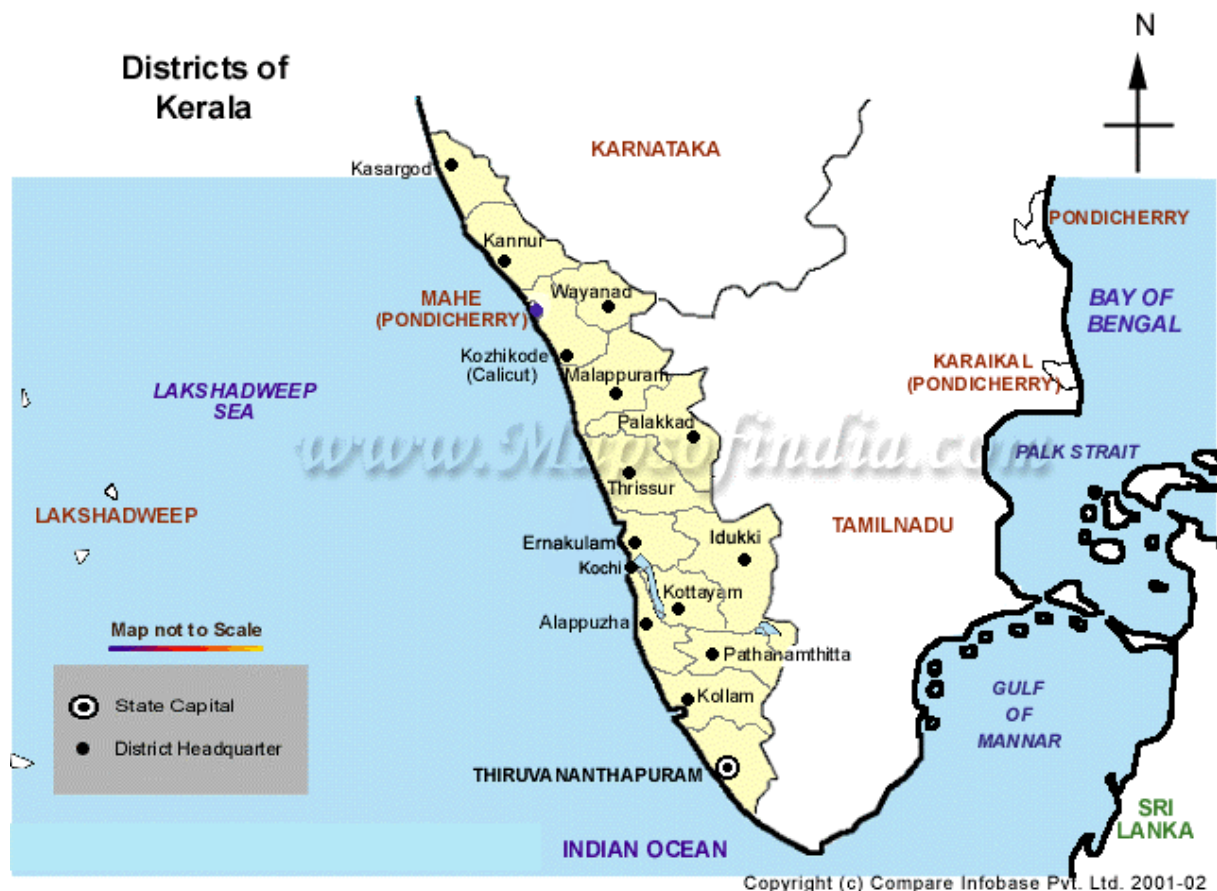 Districts of
Kerala
N
KARNATAKA
Kasargod
PONDICHERRY
Kannur
MAHE
(PONDICHERRY)
Wayanad
BAY OF
BENGAL
Kozhikode
(Calicut)
Malappuram
KARAIKAL
(PONDICHERRY)
LAKSHADWEEP
SEA
Palakkad
www.Mapsofindia.com
PALK STRAIT
Thrissur
LAKSHADWEEP
TAMILNADU
Ernakulam
Idukki
Kochi
Kottayam
Alappuzha
Map not to Scale
Pathanamthitta
State Capital
Kollam
GULF
OF
MANNAR
District Headquarter
THIRUVANANTHAPURAM
SRI
LANKA
INDIAN OCEAN
Copyright (c) Compare Infobase Pvt. Ltd. 2001-02